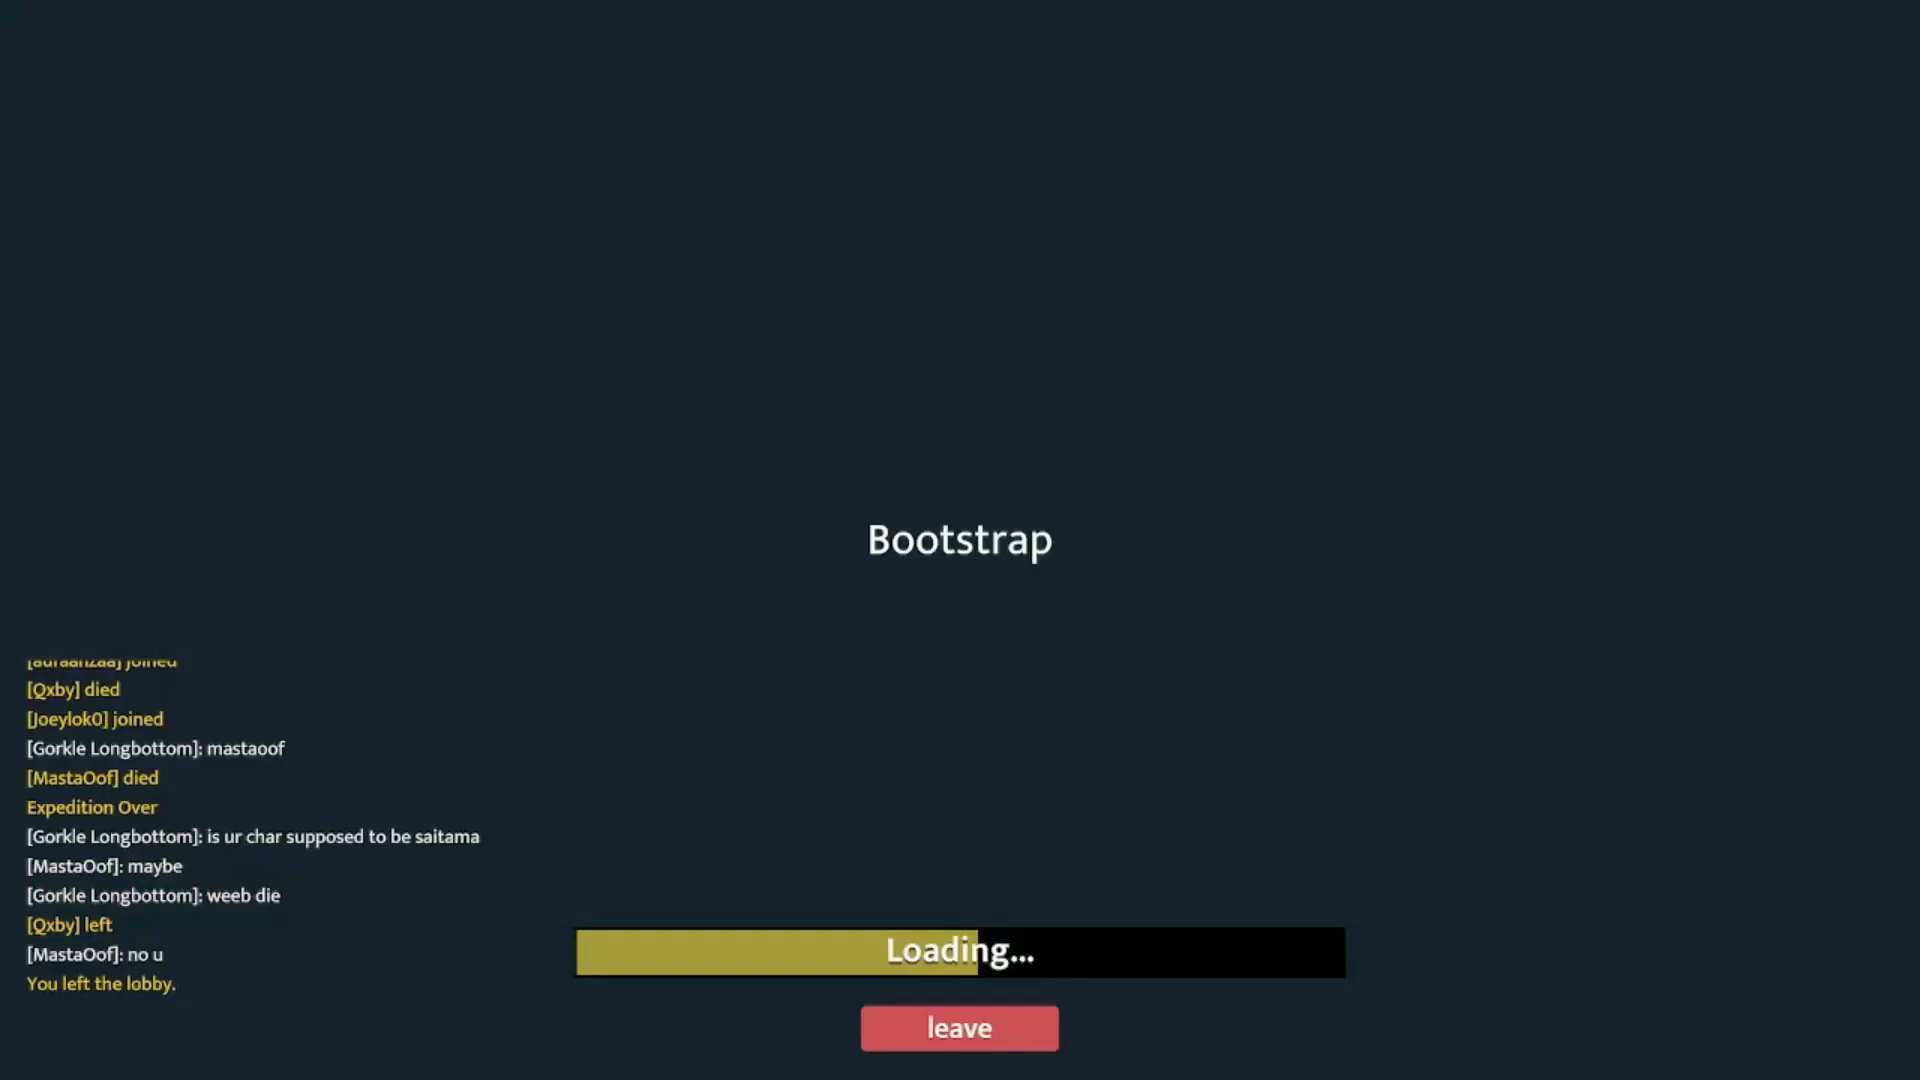 Bootstrap
joined
[Qxby] died
[Joeylok0] joined
[Gorkle Longbottom]: mastaoof
[MastaOof] died
Expedition Over
[Gorkle Longbottom]: is ur char supposed to be saitama
[MastaOof]: maybe
[Gorkle Longbottom]: weeb die
[Qxby] left
[MastaOof]: no u
You left the lobby.
Loading...
leave